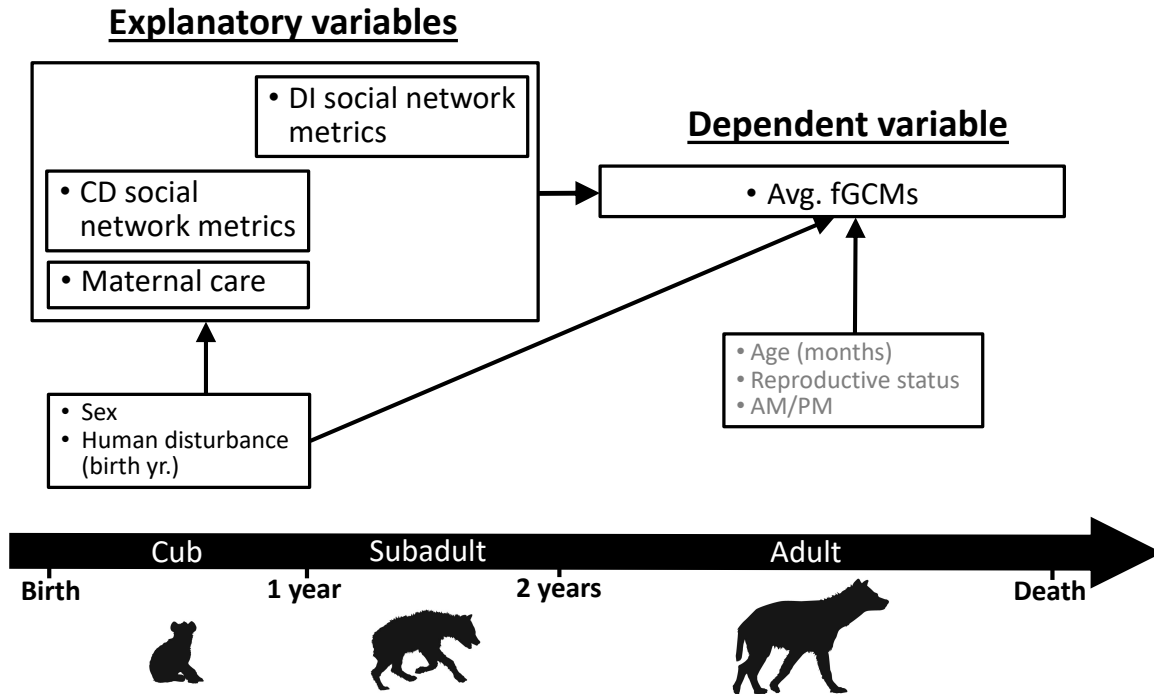 Explanatory variables
• DI social network
metrics
Dependent variable
• CD social
network metrics
• Avg. fGCMs
• Maternal care
• Age (months)
• Reproductive status
• AM/PM
• Sex
• Human disturbance
(birth yr.)
Cub Subadult Adult
Birth 1 year 2 years Death